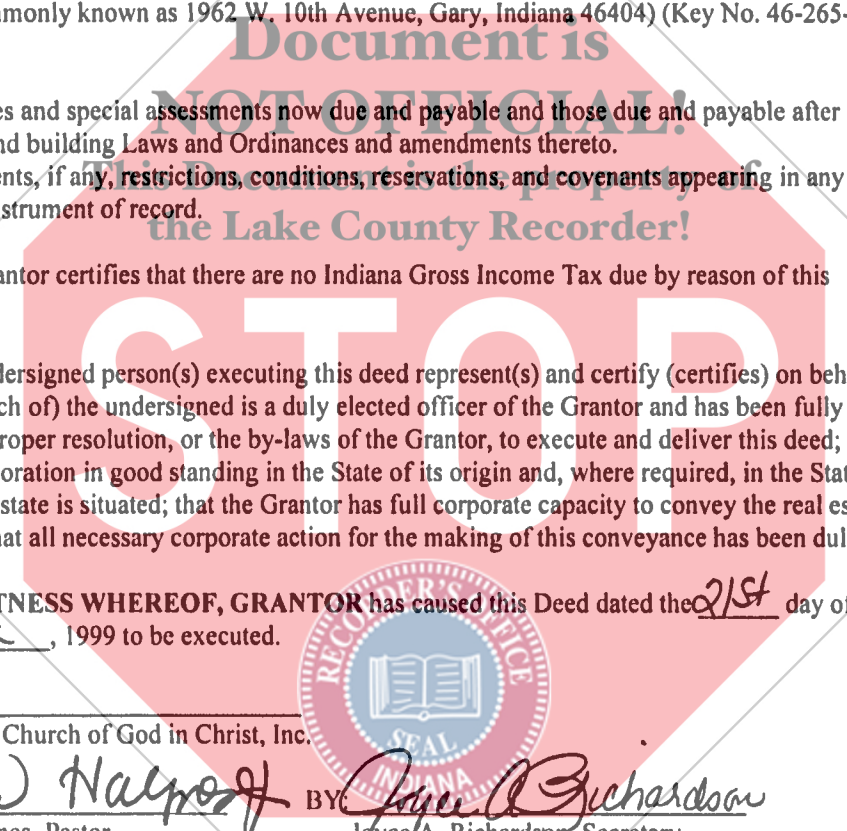 monly known as 1962 W. 10th Avenue, Gary, Indiana 46404) (Key No. 46-265-
Document is
NOT OFFICIAL!
es and special assessments now due and payable and those due and payable after
nd building Laws and Ordinances and amendments thereto.
This Document is the property of
ents, if any, restrictions, conditions, reservations, and covenants appearing in any
strument of record.
the Lake County Recorder!
antor certifies that there are no Indiana Gross Income Tax due by reason of this
STOP
dersigned person(s) executing this deed represent(s) and certify (certifies) on beh
ch of) the undersigned is a duly elected officer of the Grantor and has been fully
roper resolution, or the by-laws of the Grantor, to execute and deliver this deed;
oration in good standing in the State of its origin and, where required, in the Stat
state is situated; that the Grantor has full corporate capacity to convey the real es
at all necessary corporate action for the making of this conveyance has been dul
TNESS WHEREOF, GRANTOR has caused this Deed dated the 21st day of
, 1999 to be executed.
RECORDER'S OFFICE
SEAL
INDIANA
Church of God in Christ, Inc.
BY: Joyce A Richardson
Pastor
Joyce A. Richardson, Secretary